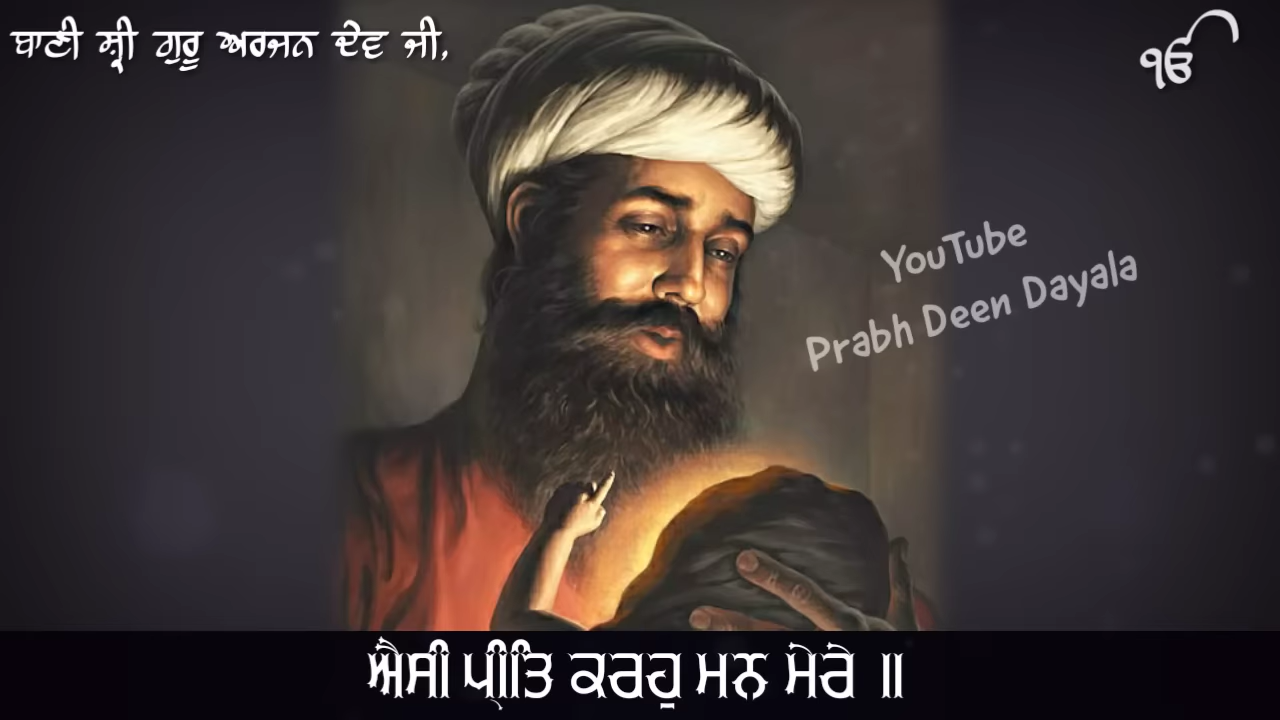 ਬਾਣੀ ਸ਼੍ਰੀ ਗੁਰੂ ਅਰਜਨ ਦੇਵ ਜੀ,
ੴ
YouTube
Prabh Deen Dayala
ਐਸੀ ਪ੍ਰੀਤਿ ਕਰਹੁ ਮਨ ਮੇਰੇ ॥